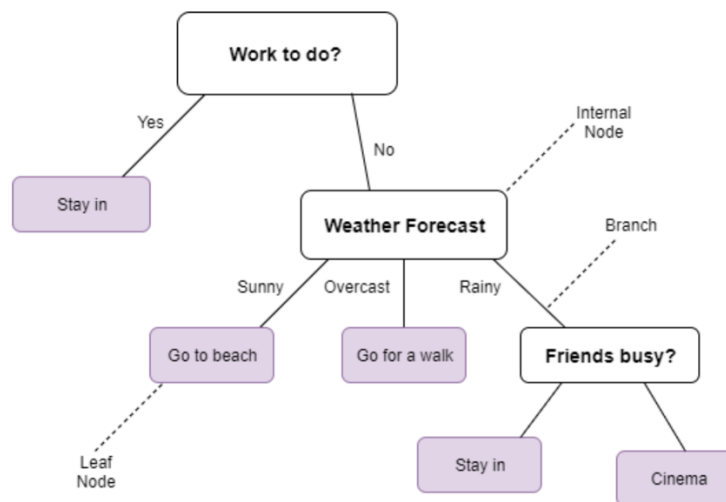 Work to do?
Yes
No
Internal
Node
Stay in
Weather Forecast
Branch
Sunny
Overcast
Rainy
Go to beach
Go for a walk
Friends busy?
Leaf
Node
Stay in
Cinema